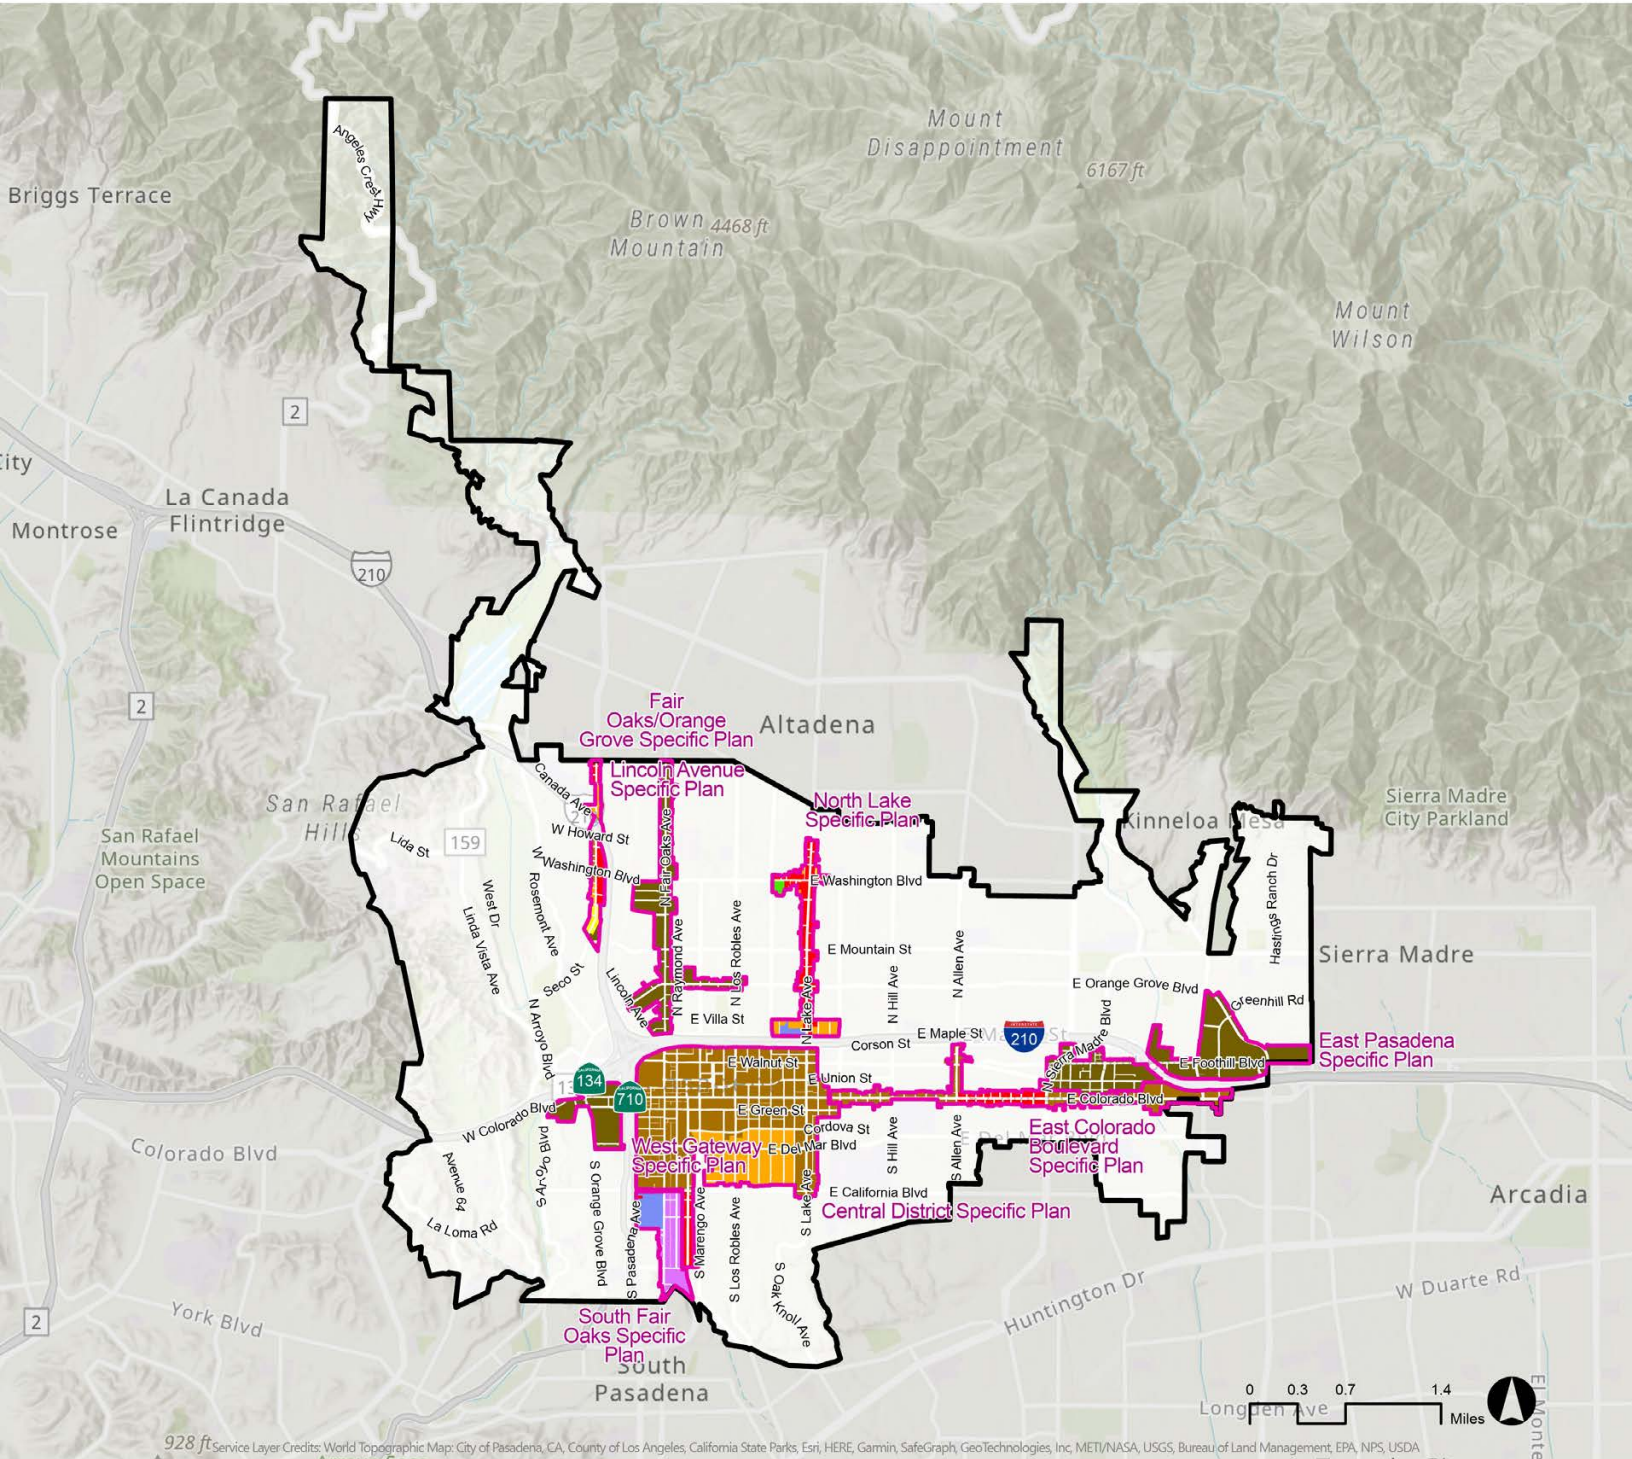 Mount
Disappointment
6167 ft
Briggs Terrace
Angeles Crest Hwy
Brown
Mountain
4468 ft
Mount
Wilson
2
City
La Canada
Flintridge
Montrose
210
2
Fair
Oaks/Orange
Grove Specific Plan
Altadena
Lincoln Avenue
Specific Plan
Canada Ave
North Lake
Specific Plan
San Rafael
Hills
San Rafael
Mountains
Open Space
159
Lida St
W Howard St
W Washington Blvd
N Fair Oaks Ave
E Washington Blvd
Kinneloa Mesa
Sierra Madre
City Parkland
West Dr
Linda Vista Ave
Rosemont Ave
Seco St
Lincoln Ave
N Raymond Ave
N Los Robles Ave
E Mountain St
N Lake Ave
N Hill Ave
N Allen Ave
Hastings Ranch Dr
Sierra Madre
E Orange Grove Blvd
Greenhill Rd
N Arroyo Blvd
E Villa St
E Maple St
Corson St
INTERSTATE
210
N Sierra Madre Blvd
East Pasadena
Specific Plan
E Foothill Blvd
E Walnut St
E Union St
134
710
E Colorado Blvd
W Colorado Blvd
E Green St
Cordova St
E Del Mar Blvd
West Gateway
Specific Plan
East Colorado
Boulevard
Specific Plan
Colorado Blvd
Avenue 64
S Arroyo Blvd
S Orange Grove Blvd
S Pasadena Ave
S Marengo Ave
S Los Robles Ave
S Lake Ave
S Hill Ave
S Allen Ave
E California Blvd
Central District Specific Plan
Arcadia
La Loma Rd
S Oak Knoll Ave
South Fair
Oaks Specific
Plan
South
Pasadena
York Blvd
2
Huntington Dr
W Duarte Rd
Longden Ave
El Monte
0 0.3 0.7 1.4
Miles
928 ft
Service Layer Credits: World Topographic Map: City of Pasadena, CA, County of Los Angeles, California State Parks, Esri, HERE, Garmin, SafeGraph, GeoTechnologies, Inc, METI/NASA, USGS, Bureau of Land Management, EPA, NPS, USDA